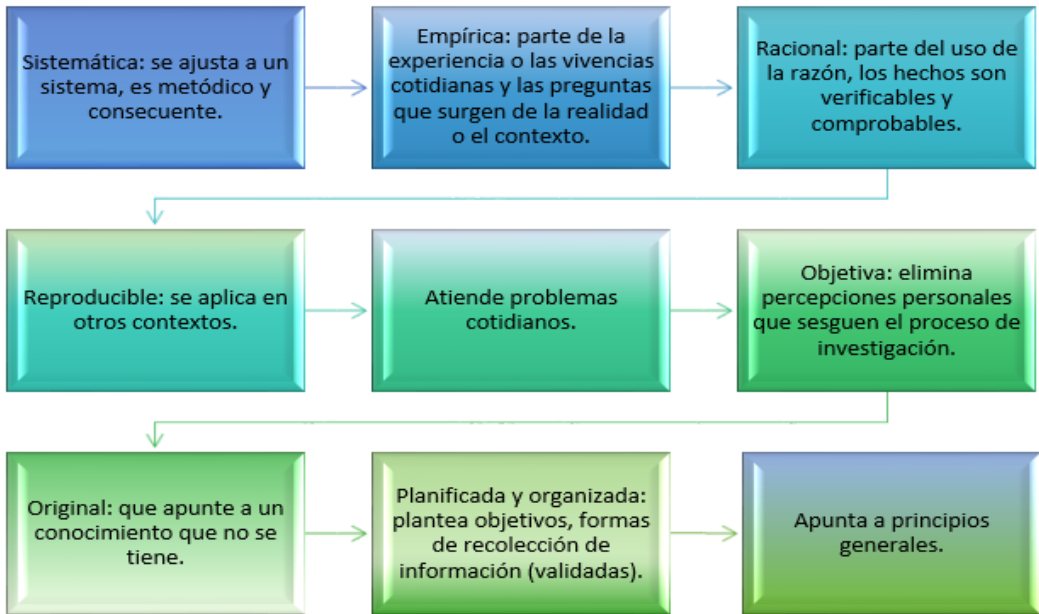 Sistemática: se ajusta a
un sistema, es metódico y
consecuente.
Empírica: parte de la
experiencia o las vivencias
cotidianas y las preguntas
que surgen de la realidad
o el contexto.
Racional: parte del uso de
la razón, los hechos son
verificables y
comprobables.
Reproducible: se aplica en
otros contextos.
Atiende problemas
cotidianos.
Objetiva: elimina
percepciones personales
que sesguen el proceso de
investigación.
Original: que apunte a un
conocimiento que no se
tiene.
Planificada y organizada:
plantea objetivos, formas
de recolección de
información (validadas).
Apunta a principios
generales.